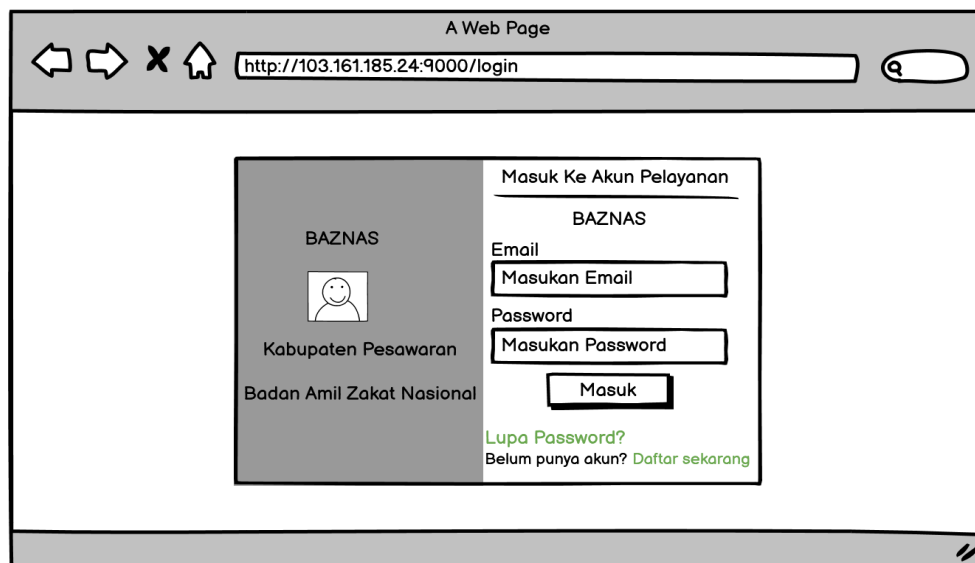 A Web Page
http://103.161.185.24:9000/login
BAZNAS
Kabupaten Pesawaran
Badan Amil Zakat Nasional
Masuk Ke Akun Pelayanan
BAZNAS
Email
Masukan Email
Password
Masukan Password
Masuk
Lupa Password?
Belum punya akun? Daftar sekarang